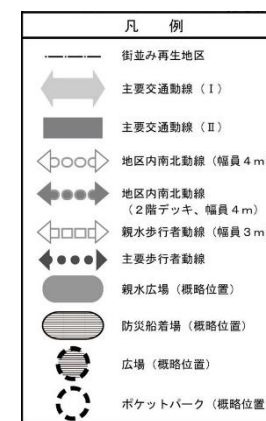 凡 例
街並み再生地区
主要交通動線(Ⅰ)
主要交通動線(Ⅱ)
地区内南北動線(幅員4m
地区内南北動線
(2階デッキ、幅員4m)
親水歩行者動線(幅員3m
主要歩行者動線
親水広場(概略位置)
防災船着場(概略位置)
広場(概略位置)
ポケットパーク(概略位置